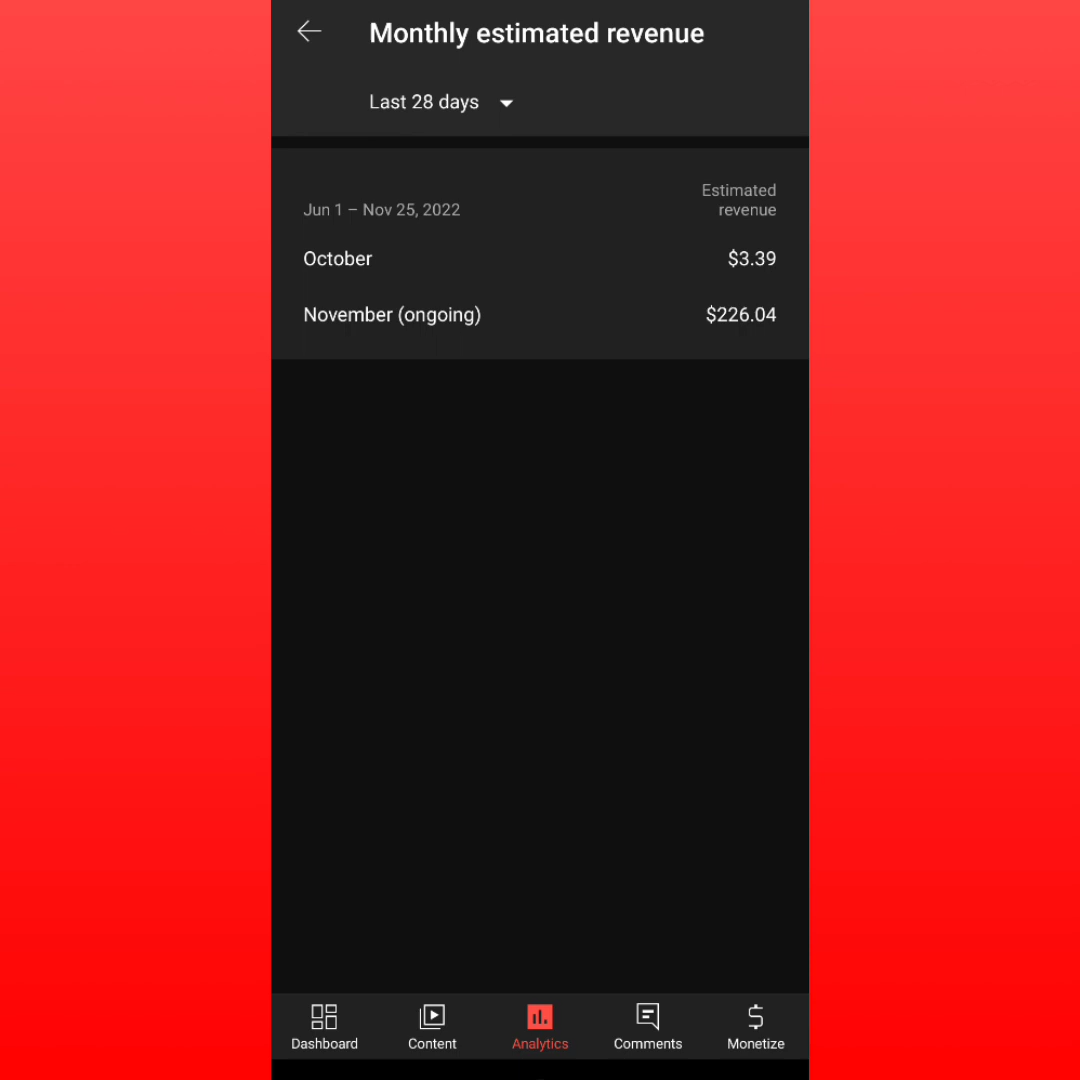 Monthly estimated revenue
Last 28 days
Estimated
Jun 1 – Nov 25, 2022 revenue
October $3.39
November (ongoing) $226.04
Dashboard Content Analytics Comments Monetize